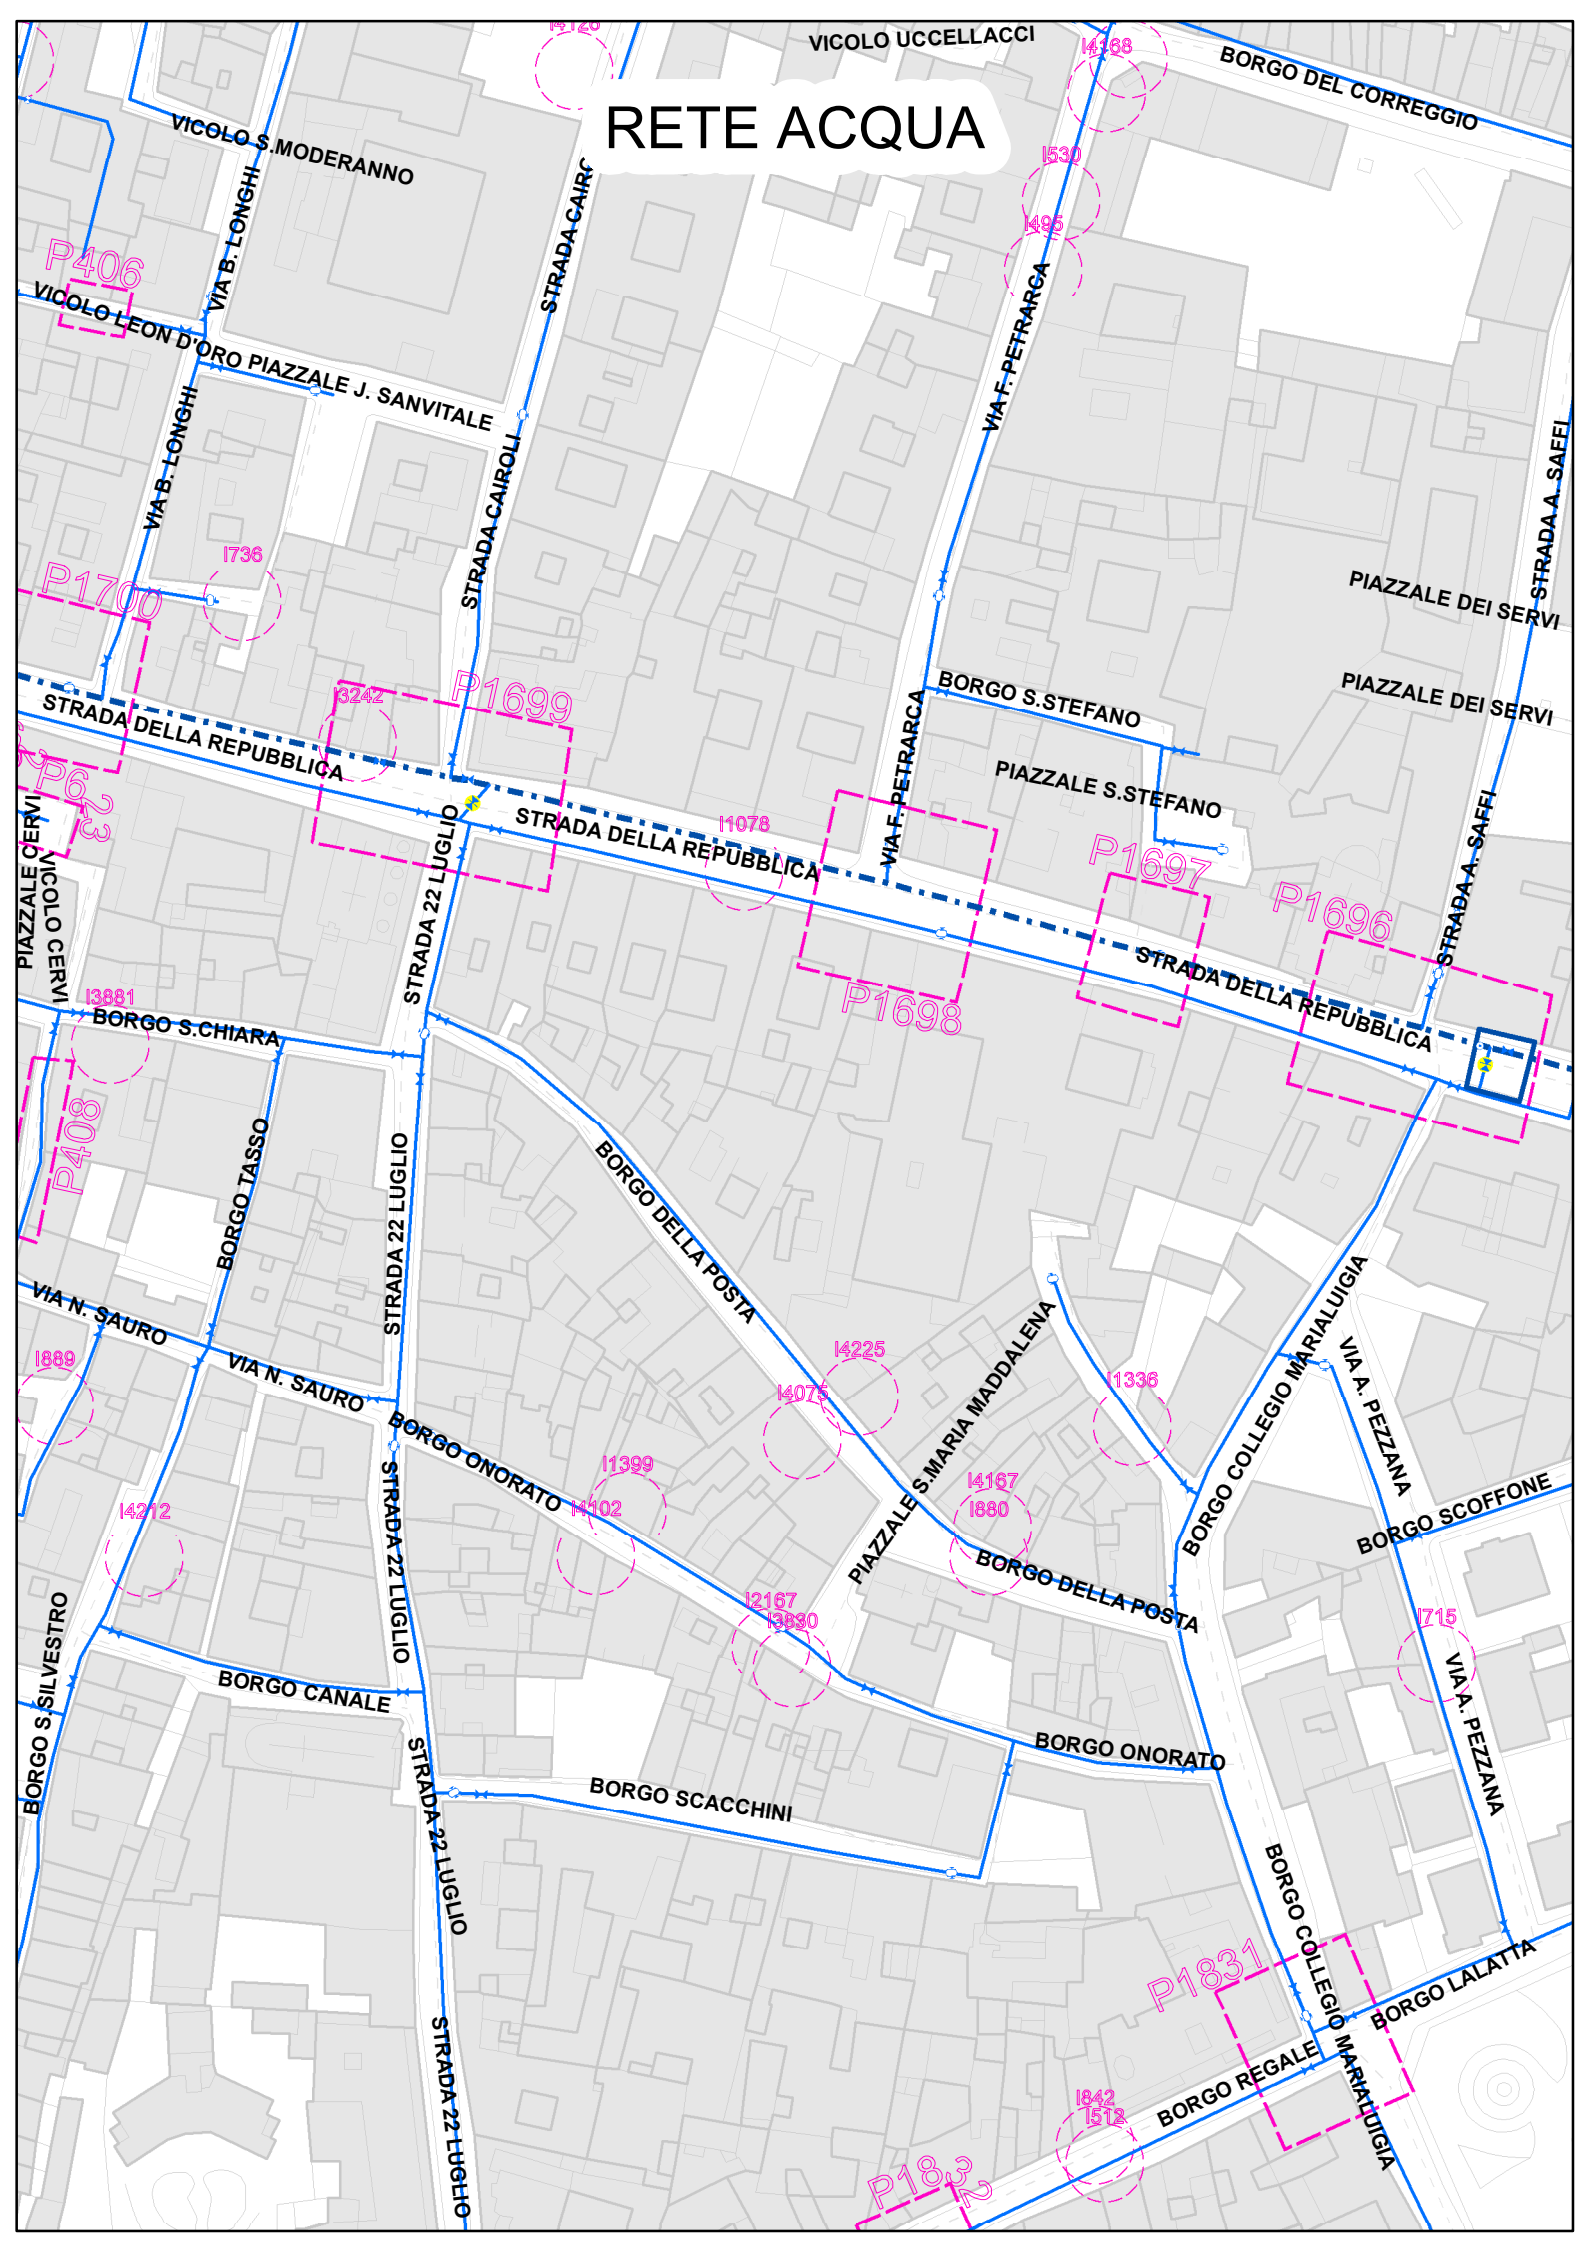 I4126
VICOLO UCCELLACCI
I4168
BORGO DEL CORREGGIO
RETE ACQUA
VICOLO S.MODERANNO
I530
I495
VIA B. LONGHI
STRADA CAIRO
P406
VICOLO LEON D'ORO
PIAZZALE J. SANVITALE
VIA F. PETRARCA
VIA B. LONGHI
STRADA CAIROLI
STRADA A. SAFFI
I736
P1700
PIAZZALE DEI SERVI
PIAZZALE DEI SERVI
I3242
P1699
BORGO S.STEFANO
STRADA DELLA REPUBBLICA
VIA F. PETRARCA
PIAZZALE S.STEFANO
P6
23
PIAZZALE CERVI
VICOLO CERVI
STRADA 22 LUGLIO
STRADA DELLA REPUBBLICA
I1078
P1697
P1696
STRADA A. SAFFI
P1698
STRADA DELLA REPUBBLICA
I3881
BORGO S.CHIARA
P408
BORGO TASSO
STRADA 22 LUGLIO
BORGO DELLA POSTA
VIA N. SAURO
VIA N. SAURO
I889
I4225
I4075
PIAZZALE S.MARIA MADDALENA
I1336
BORGO COLLEGIO MARIALUIGIA
VIA A. PEZZANA
BORGO ONORATO
I1399
I4102
I4167
I880
BORGO SCOFFONE
I4212
STRADA 22 LUGLIO
BORGO DELLA POSTA
I2167
I3830
I715
BORGO S.SILVESTRO
BORGO CANALE
VIA A. PEZZANA
BORGO ONORATO
STRADA 22 LUGLIO
BORGO SCACCHINI
BORGO COLLEGIO MARIALUIGIA
P1831
BORGO LALATTA
STRADA 22 LUGLIO
BORGO REGALE
I842
I512
P1832